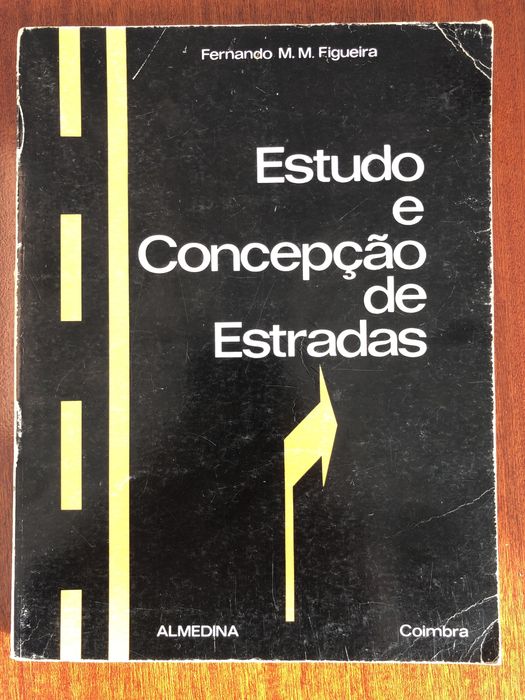 Fernando M. M. Figueira
Estudo
e
Concepção
de
Estradas
ALMEDINA Coimbra